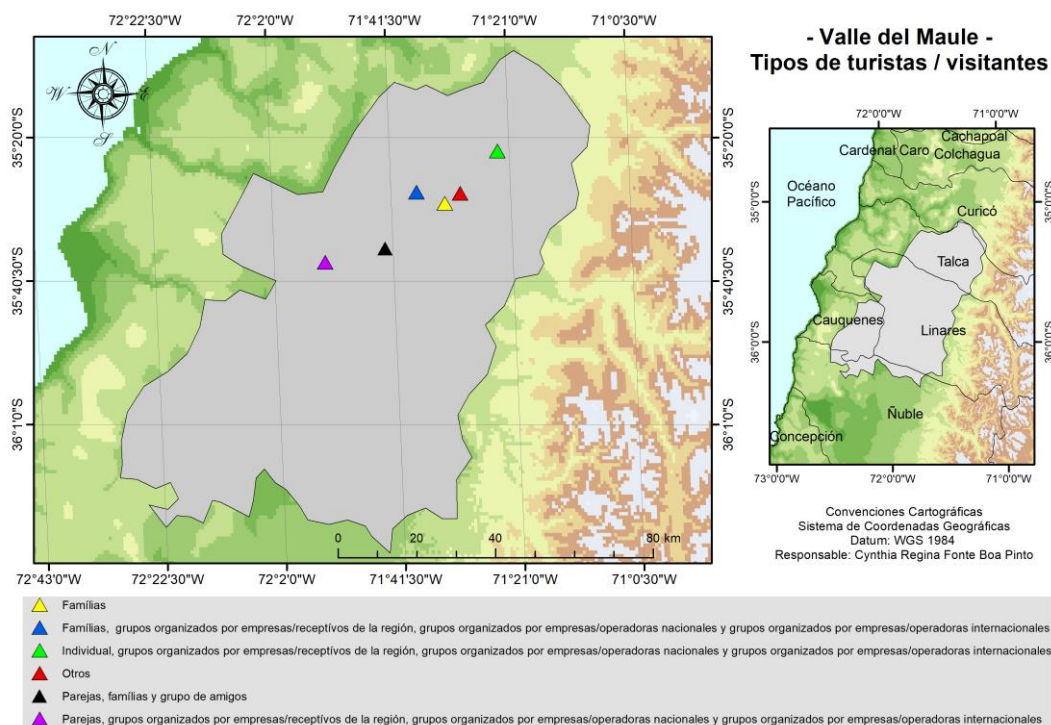 - Valle del Maule -
Tipos de turistas / visitantes
72°22'30"W 72°2'0"W 71°41'30"W 71°21'0"W 71°0'30"W
N
W E
S
35°20'0"S 35°20'0"S
35°40'30"S 35°40'30"S
36°1'0"S 36°1'0"S
0 20 40 60 80 km
72°43'0"W 72°22'30"W 72°2'0"W 71°41'30"W 71°21'0"W 71°0'30"W
72°0'0"W 71°0'0"W
Cachapoal
Cardenal Caro
Colchagua
Océano
Pacífico
35°0'0"S 35°0'0"S
Curicó
Talca
Cauquenes
Linares
36°0'0"S 36°0'0"S
Ñuble
Concepción
73°0'0"W 72°0'0"W 71°0'0"W
Convenciones Cartográficas
Sistema de Coordenadas Geográficas
Datum: WGS 1984
Responsable: Cynthia Regina Fonte Boa Pinto
Famílias
Famílias, grupos organizados por empresas/receptívos de la región, grupos organizados por empresas/operadoras nacionales y grupos organizados por empresas/operadoras internacionales
Individual, grupos organizados por empresas/receptívos de la región, grupos organizados por empresas/operadoras nacionales y grupos organizados por empresas/operadoras internacionales
Otros
Parejas, famílias y grupo de amigos
Parejas, grupos organizados por empresas/receptívos de la región, grupos organizados por empresas/operadoras nacionales y grupos organizados por empresas/operadoras internacionales